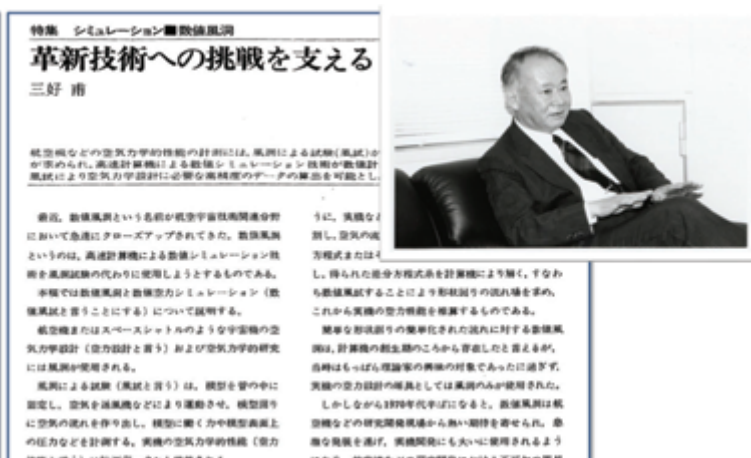 特集 シミュレーション■数値風洞
革新技術への挑戦を支える
三好 甫
航空機などの空気力学的性能の計測には、風洞による試験(風試)が
が求められ、高速計算機による数値シミュレーション技術が数値計
風試により空気力学設計に必要な高精度のデータの算出を可能とし
最近、数値風洞という名前が航空宇宙技術関連分野
において急速にクローズアップされてきた。数値風洞
というのは、高速計算機による数値シミュレーション技
術を風洞試験の代わりに使用しようとするものである。
本稿では数値風洞と数値空力シミュレーション(数
値風試と言うことにする)について説明する。
航空機またはスペースシャトルのような宇宙機の空
気力学設計(空力設計と言う)および空気力学的研究
には風洞が使用される。
風洞による試験(風試と言う)は、模型を管の中に
固定し、空気を送風機などにより運動させ、模型回り
に空気の流れを作り出し、模型に働く力や模型表面上
の圧力などを計測する。実機の空気力学的性能(空力
うに、実機など
割し、空気の流
方程式または
し、得られた差分方程式系を計算機により解く、すなわ
ち数値風試することにより形状回りの流れ場を求め、
これから実機の空力性能を推算するものである。
簡単な形状回りの簡単化された流れに対する数値風
洞は、計算機の創生期のころから存在したと言えるが、
当時はもっぱら理論家の興味の対象であったに過ぎず、
実機の空力設計の道具としては風洞のみが使用された。
しかしながら1970年代半ばになると、数値風洞は航
空機などの研究開発現場から熱い期待を寄せられ、急
激な発展を遂げ、実機開発にも大いに使用されるよう